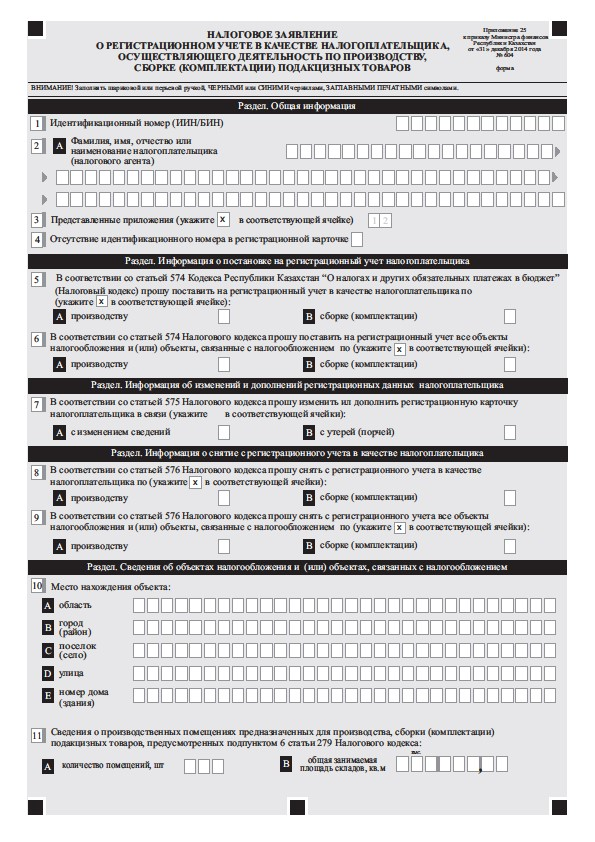 Приложение 25
к приказу Министра финансов
Республики Казахстан
от «31» декабря 2014 года
№ 604
форма
НАЛОГОВОЕ ЗАЯВЛЕНИЕ
О РЕГИСТРАЦИОННОМ УЧЕТЕ В КАЧЕСТВЕ НАЛОГОПЛАТЕЛЬЩИКА,
ОСУЩЕСТВЛЯЮЩЕГО ДЕЯТЕЛЬНОСТЬ ПО ПРОИЗВОДСТВУ,
СБОРКЕ (КОМПЛЕКТАЦИИ) ПОДАКЦИЗНЫХ ТОВАРОВ
ВНИМАНИЕ! Заполнять шариковой или перьевой ручкой, ЧЕРНЫМИ или СИНИМИ чернилами, ЗАГЛАВНЫМИ ПЕЧАТНЫМИ символами.
Раздел. Общая информация
1 Идентификационный номер (ИИН/БИН)
2 A Фамилия, имя, отчество или
наименование налогоплательщика
(налогового агента)
3 Представленные приложения (укажите x в соответствующей ячейке) 1 2
4 Отсутствие идентификационного номера в регистрационной карточке
Раздел. Информация о постановке на регистрационный учет налогоплательщика
5 В соответствии со статьей 574 Кодекса Республики Казахстан “О налогах и других обязательных платежах в бюджет”
(Налоговый кодекс) прошу поставить на регистрационный учет в качестве налогоплательщика по
(укажите x в соответствующей ячейке):
A производству B сборке (комплектации)
6 В соответствии со статьей 574 Налогового кодекса прошу поставить на регистрационный учет все объекты
налогообложения и (или) объекты, связанные с налогообложением по (укажите x в соответствующей ячейке):
A производству B сборке (комплектации)
Раздел. Информация об изменений и дополнений регистрационных данных налогоплательщика
7 В соответствии со статьей 575 Налогового кодекса прошу изменить ил дополнить регистрационную карточку
налогоплательщика в связи (укажите в соответствующей ячейке):
A с изменением сведений B с утерей (порчей)
Раздел. Информация о снятие с регистрационного учета в качестве налогоплательщика
8 В соответствии со статьей 576 Налогового кодекса прошу снять с регистрационного учета в качестве
налогоплательщика по (укажите x в соответствующей ячейке):
A производству B сборке (комплектации)
9 В соответствии со статьей 576 Налогового кодекса прошу снять с регистрационного учета все объекты
налогообложения и (или) объекты, связанные с налогообложением по (укажите x в соответствующей ячейке):
A производству B сборке (комплектации)
Раздел. Сведения об объектах налогообложения и (или) объектах, связанных с налогообложением
10 Место нахождения объекта:
A область
B город
(район)
C поселок
(село)
D улица
E номер дома
(здания)
11 Сведения о производственных помещениях предназначенных для производства, сборки (комплектации)
подакцизных товаров, предусмотренных подпунктом 6 статьи 279 Налогового кодекса:
A количество помещений, шт B общая занимаемая
площадь складов, кв.м ,